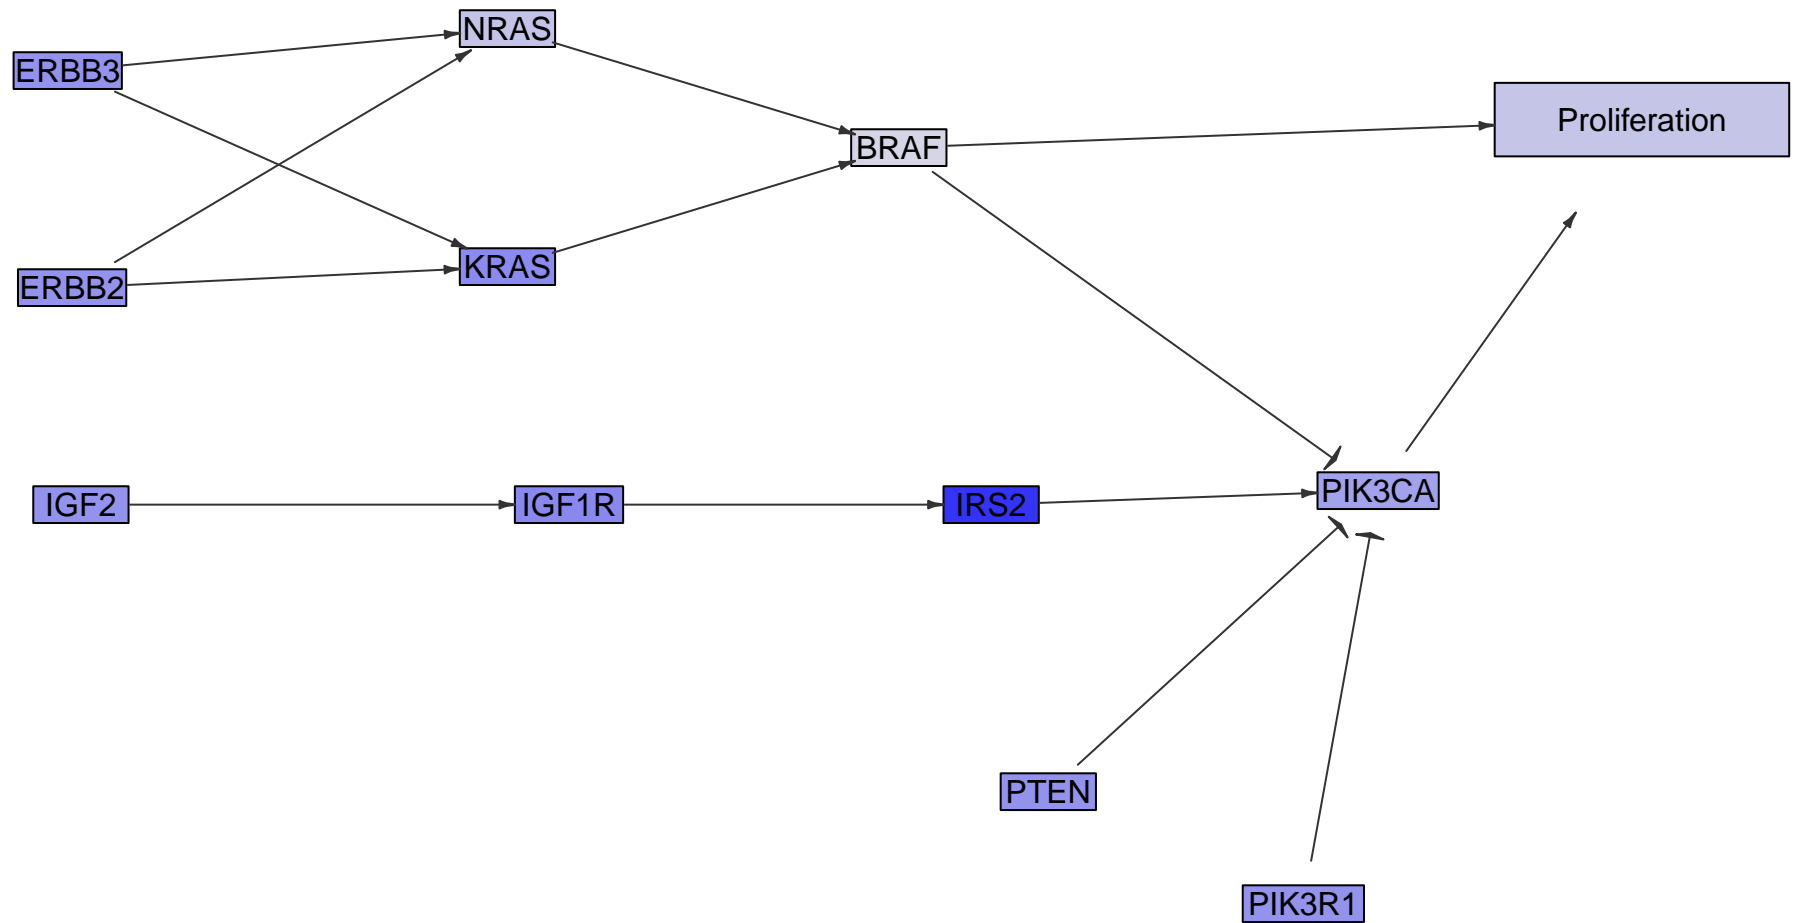 NRAS
ERBB3
Proliferation
BRAF
KRAS
ERBB2
PIK3CA
IGF2
IGF1R
IRS2
PTEN
PIK3R1